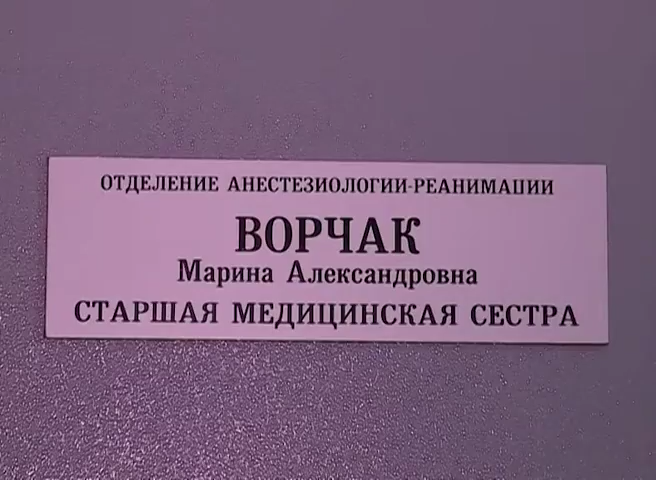 ОТДЕЛЕНИЕ АНЕСТЕЗИОЛОГИИ-РЕАНИМАЦИИ
ВОРЧАК
Марина Александровна
СТАРШАЯ МЕДИЦИНСКАЯ СЕСТРА